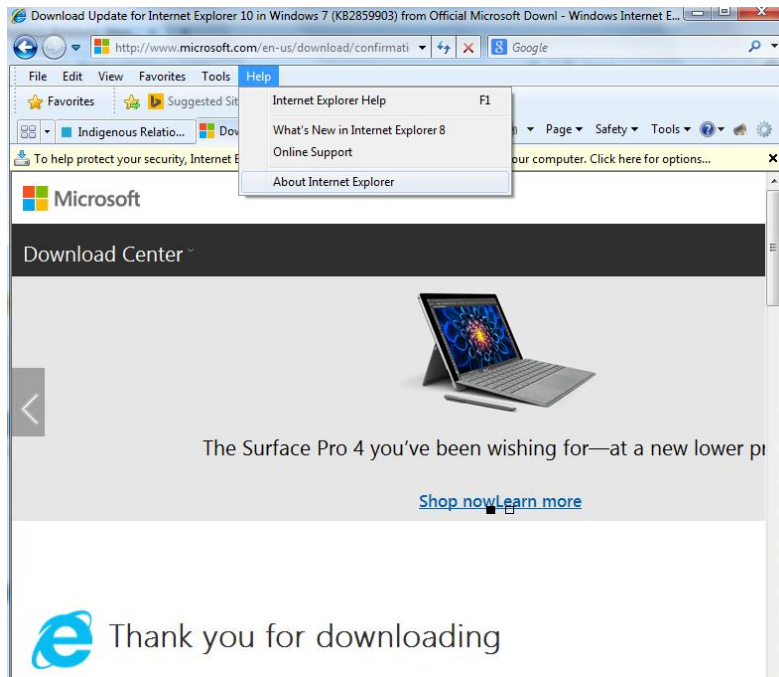 Download Update for Internet Explorer 10 in Windows 7 (KB2859903) from Official Microsoft Downl - Windows Internet E...
http://www.microsoft.com/en-us/download/confirmati
Google
File Edit View Favorites Tools Help
Favorites Suggested Sit
Internet Explorer Help F1
What's New in Internet Explorer 8
Online Support
About Internet Explorer
Indigenous Relatio... Dov
Page Safety Tools
To help protect your security, Internet E
our computer. Click here for options...
Microsoft
Download Center
The Surface Pro 4 you've been wishing for—at a new lower pr
Shop nowLearn more
Thank you for downloading